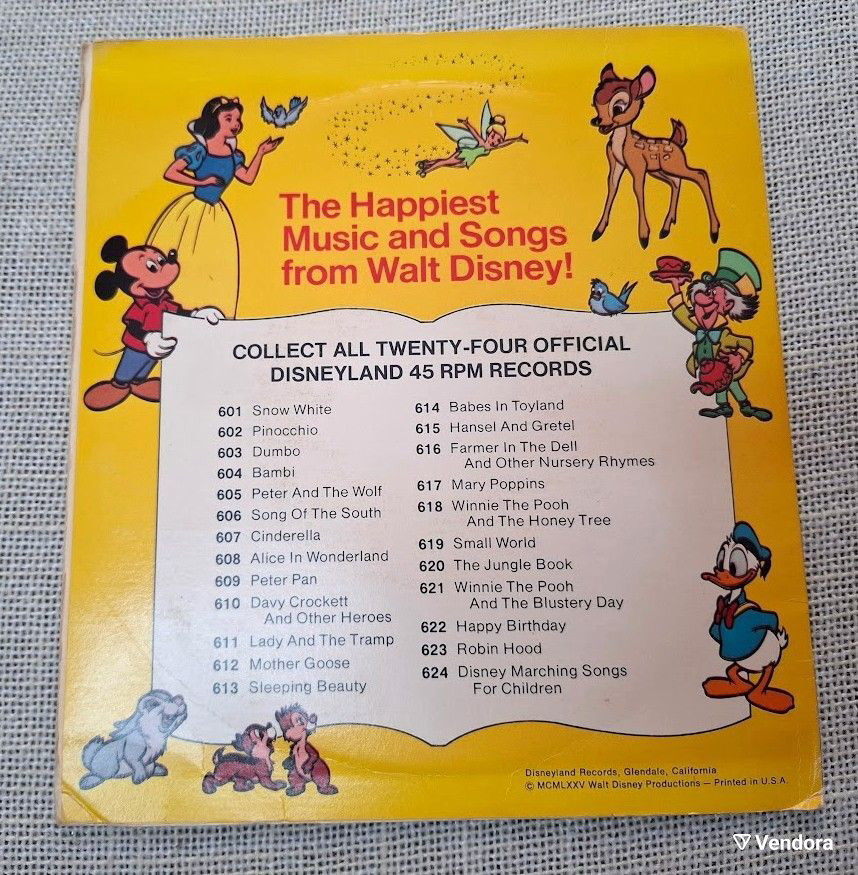 The Happiest
Music and Songs
from Walt Disney!
COLLECT ALL TWENTY-FOUR OFFICIAL
DISNEYLAND 45 RPM RECORDS
601 Snow White
602 Pinocchio
603 Dumbo
604 Bambi
605 Peter And The Wolf
606 Song Of The South
607 Cinderella
608 Alice In Wonderland
609 Peter Pan
610 Davy Crockett
And Other Heroes
611 Lady And The Tramp
612 Mother Goose
613 Sleeping Beauty
614 Babes In Toyland
615 Hansel And Gretel
616 Farmer In The Dell
And Other Nursery Rhymes
617 Mary Poppins
618 Winnie The Pooh
And The Honey Tree
619 Small World
620 The Jungle Book
621 Winnie The Pooh
And The Blustery Day
622 Happy Birthday
623 Robin Hood
624 Disney Marching Songs
For Children
Disneyland Records, Glendale, California
© MCMLXXV Walt Disney Productions — Printed in U.S.A.
Vendora